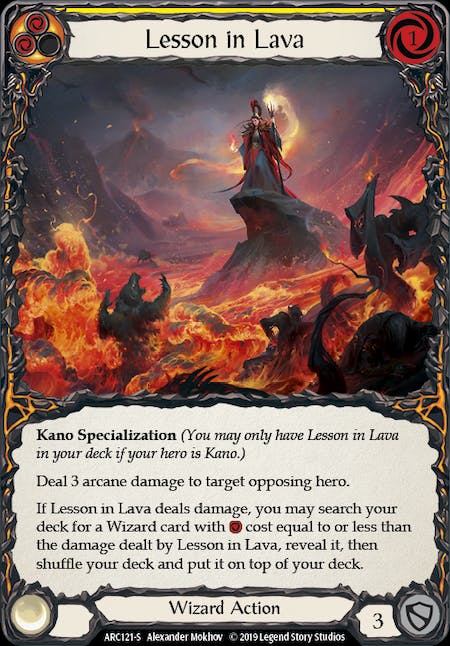 Lesson in Lava
1
Kano Specialization (You may only have Lesson in Lava
in your deck if your hero is Kano.)
Deal 3 arcane damage to target opposing hero.
If Lesson in Lava deals damage, you may search your
deck for a Wizard card with cost equal to or less than
the damage dealt by Lesson in Lava, reveal it, then
shuffle your deck and put it on top of your deck.
Wizard Action
3
ARC121-S Alexander Mokhov © 2019 Legend Story Studios